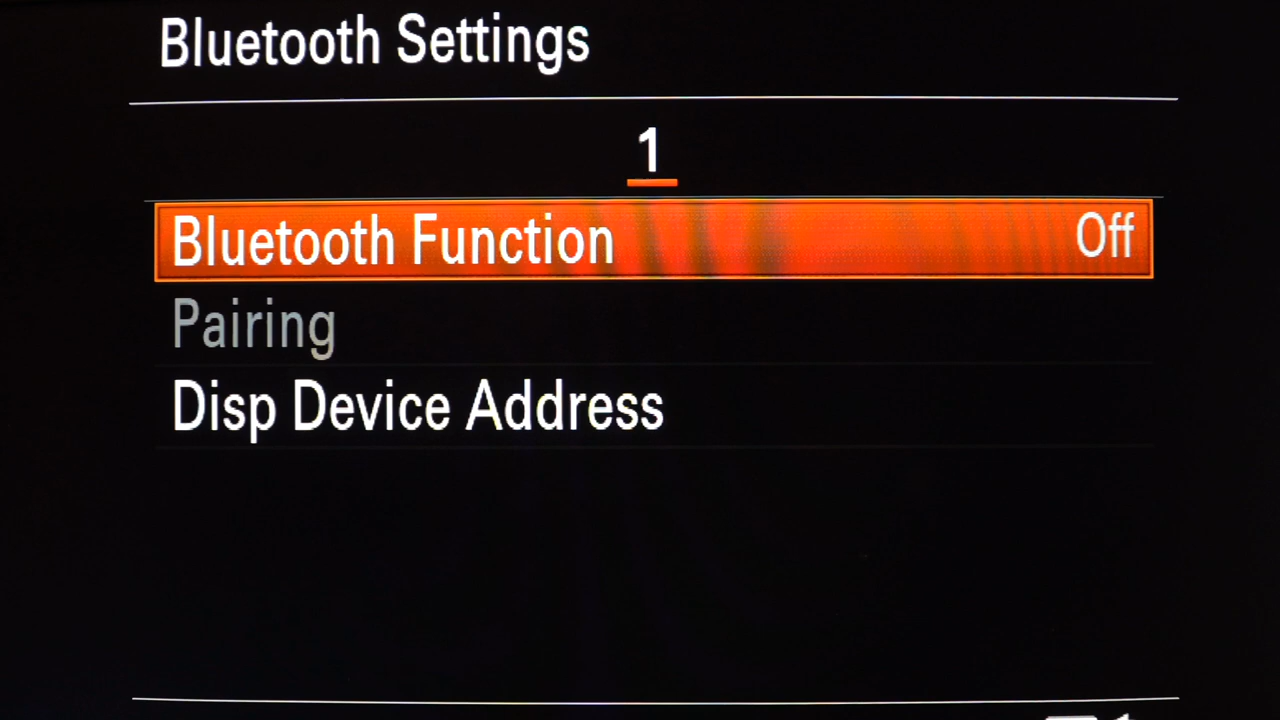 Bluetooth Settings
1
Bluetooth Function Off
Pairing
Disp Device Address